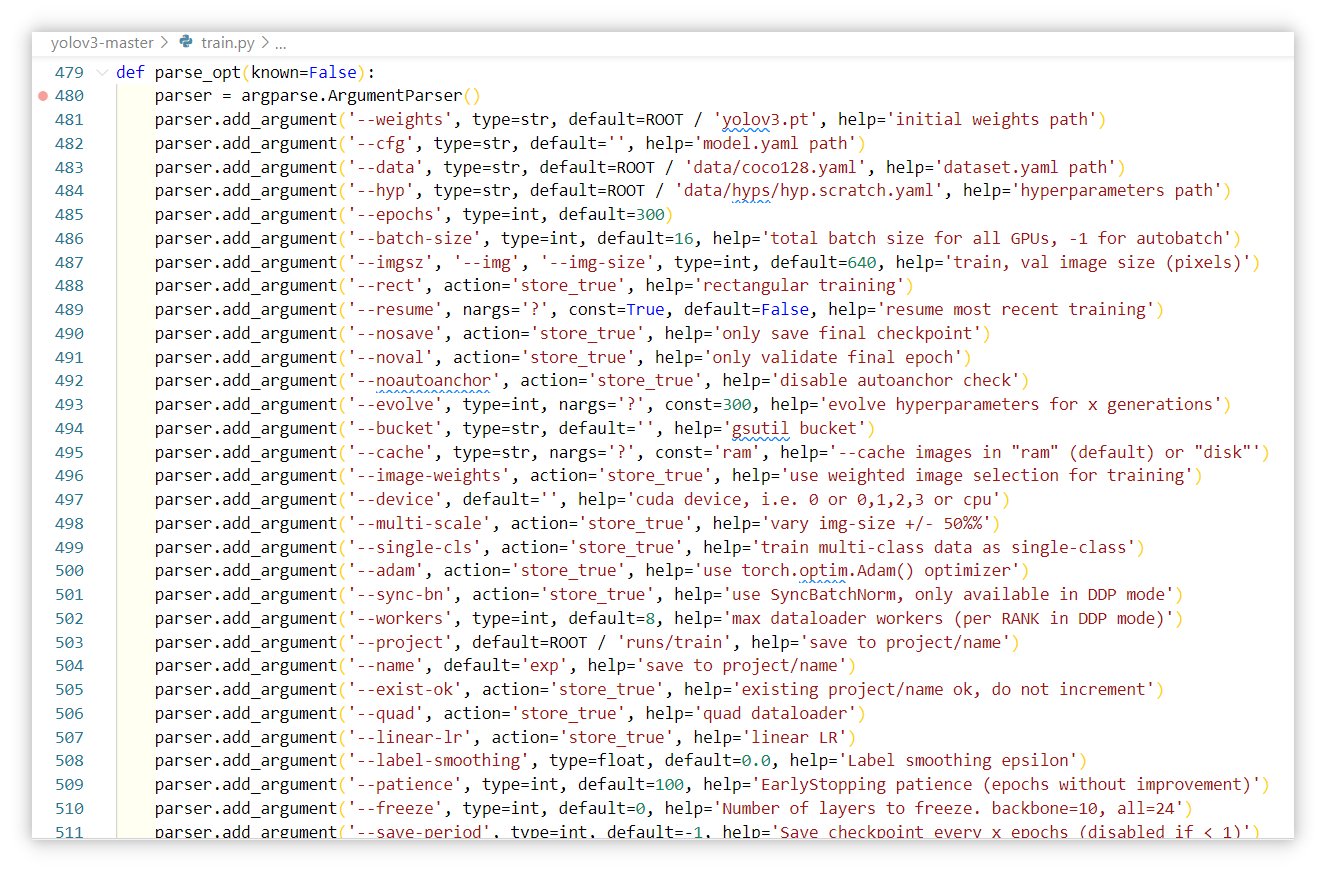 yolov3-master > train.py > ...
479 def parse_opt(known=False):
480     parser = argparse.ArgumentParser()
481     parser.add_argument('--weights', type=str, default=ROOT / 'yolov3.pt', help='initial weights path')
482     parser.add_argument('--cfg', type=str, default='', help='model.yaml path')
483     parser.add_argument('--data', type=str, default=ROOT / 'data/coco128.yaml', help='dataset.yaml path')
484     parser.add_argument('--hyp', type=str, default=ROOT / 'data/hyps/hyp.scratch.yaml', help='hyperparameters path')
485     parser.add_argument('--epochs', type=int, default=300)
486     parser.add_argument('--batch-size', type=int, default=16, help='total batch size for all GPUs, -1 for autobatch')
487     parser.add_argument('--imgsz', '--img', '--img-size', type=int, default=640, help='train, val image size (pixels)')
488     parser.add_argument('--rect', action='store_true', help='rectangular training')
489     parser.add_argument('--resume', nargs='?', const=True, default=False, help='resume most recent training')
490     parser.add_argument('--nosave', action='store_true', help='only save final checkpoint')
491     parser.add_argument('--noval', action='store_true', help='only validate final epoch')
492     parser.add_argument('--noautoanchor', action='store_true', help='disable autoanchor check')
493     parser.add_argument('--evolve', type=int, nargs='?', const=300, help='evolve hyperparameters for x generations')
494     parser.add_argument('--bucket', type=str, default='', help='gsutil bucket')
495     parser.add_argument('--cache', type=str, nargs='?', const='ram', help='--cache images in "ram" (default) or "disk"')
496     parser.add_argument('--image-weights', action='store_true', help='use weighted image selection for training')
497     parser.add_argument('--device', default='', help='cuda device, i.e. 0 or 0,1,2,3 or cpu')
498     parser.add_argument('--multi-scale', action='store_true', help='vary img-size +/- 50%%')
499     parser.add_argument('--single-cls', action='store_true', help='train multi-class data as single-class')
500     parser.add_argument('--adam', action='store_true', help='use torch.optim.Adam() optimizer')
501     parser.add_argument('--sync-bn', action='store_true', help='use SyncBatchNorm, only available in DDP mode')
502     parser.add_argument('--workers', type=int, default=8, help='max dataloader workers (per RANK in DDP mode)')
503     parser.add_argument('--project', default=ROOT / 'runs/train', help='save to project/name')
504     parser.add_argument('--name', default='exp', help='save to project/name')
505     parser.add_argument('--exist-ok', action='store_true', help='existing project/name ok, do not increment')
506     parser.add_argument('--quad', action='store_true', help='quad dataloader')
507     parser.add_argument('--linear-lr', action='store_true', help='linear LR')
508     parser.add_argument('--label-smoothing', type=float, default=0.0, help='Label smoothing epsilon')
509     parser.add_argument('--patience', type=int, default=100, help='EarlyStopping patience (epochs without improvement)')
510     parser.add_argument('--freeze', type=int, default=0, help='Number of layers to freeze. backbone=10, all=24')
511     parser.add_argument('--save-period', type=int, default=-1, help='Save checkpoint every x epochs (disabled if < 1)')